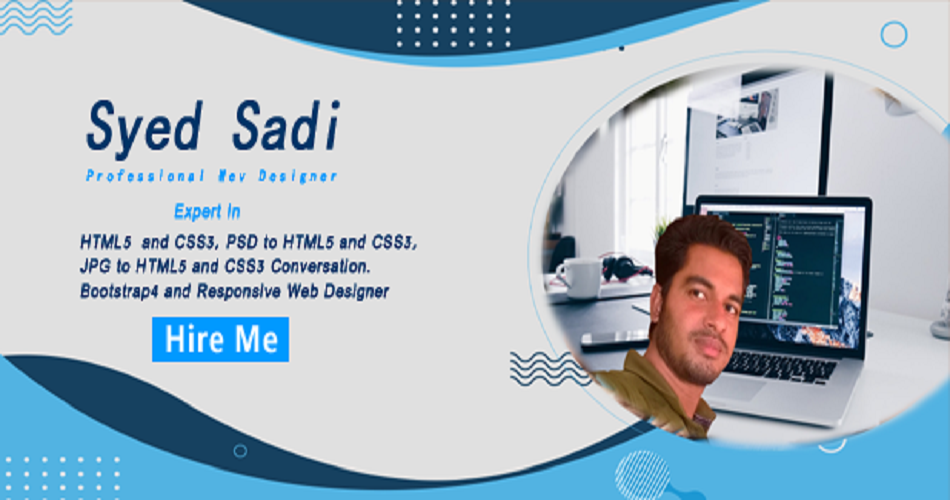 Syed Sadi
Professional Wev Designer
Expert in
HTML5 and CSS3, PSD to HTML5 and CSS3,
JPG to HTML5 and CSS3 Conversation.
Bootstrap4 and Responsive Web Designer
Hire Me